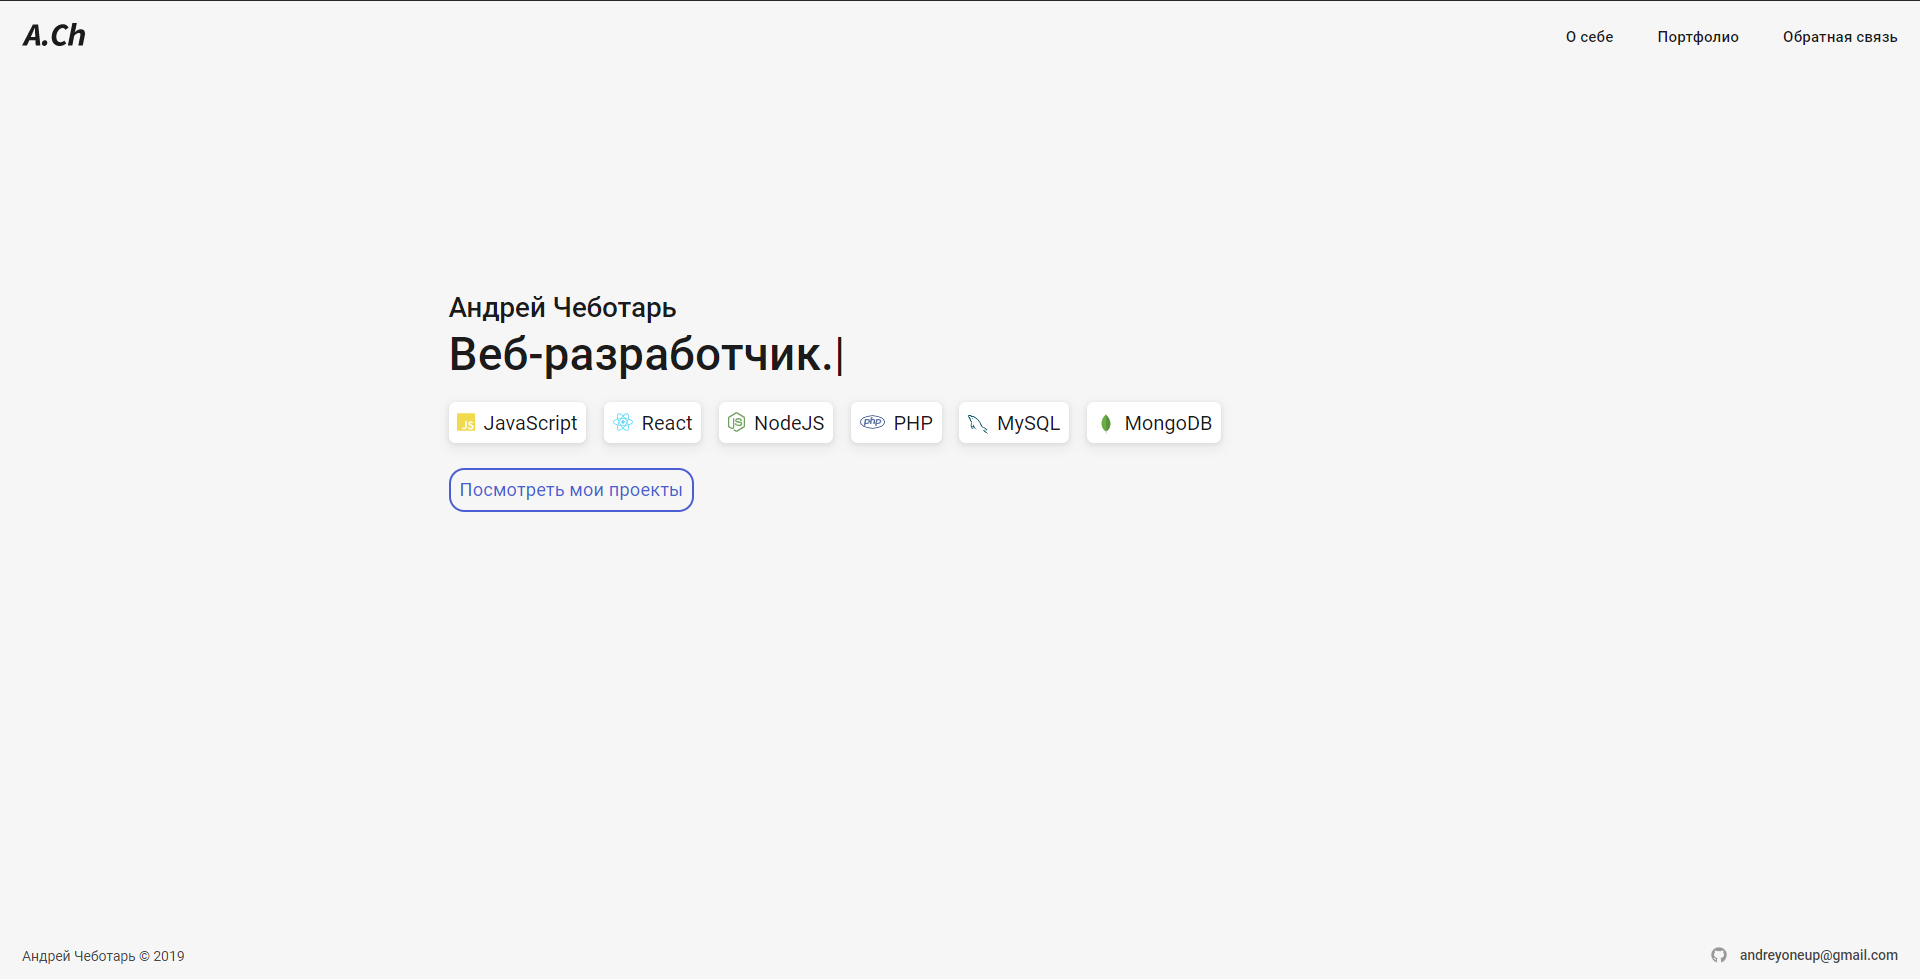 A.Ch
О себе Портфолио Обратная связь
Андрей Чеботарь
Веб-разработчик.|
JS JavaScript React JS NodeJS php PHP MySQL MongoDB
Посмотреть мои проекты
Андрей Чеботарь © 2019 andreyoneup@gmail.com